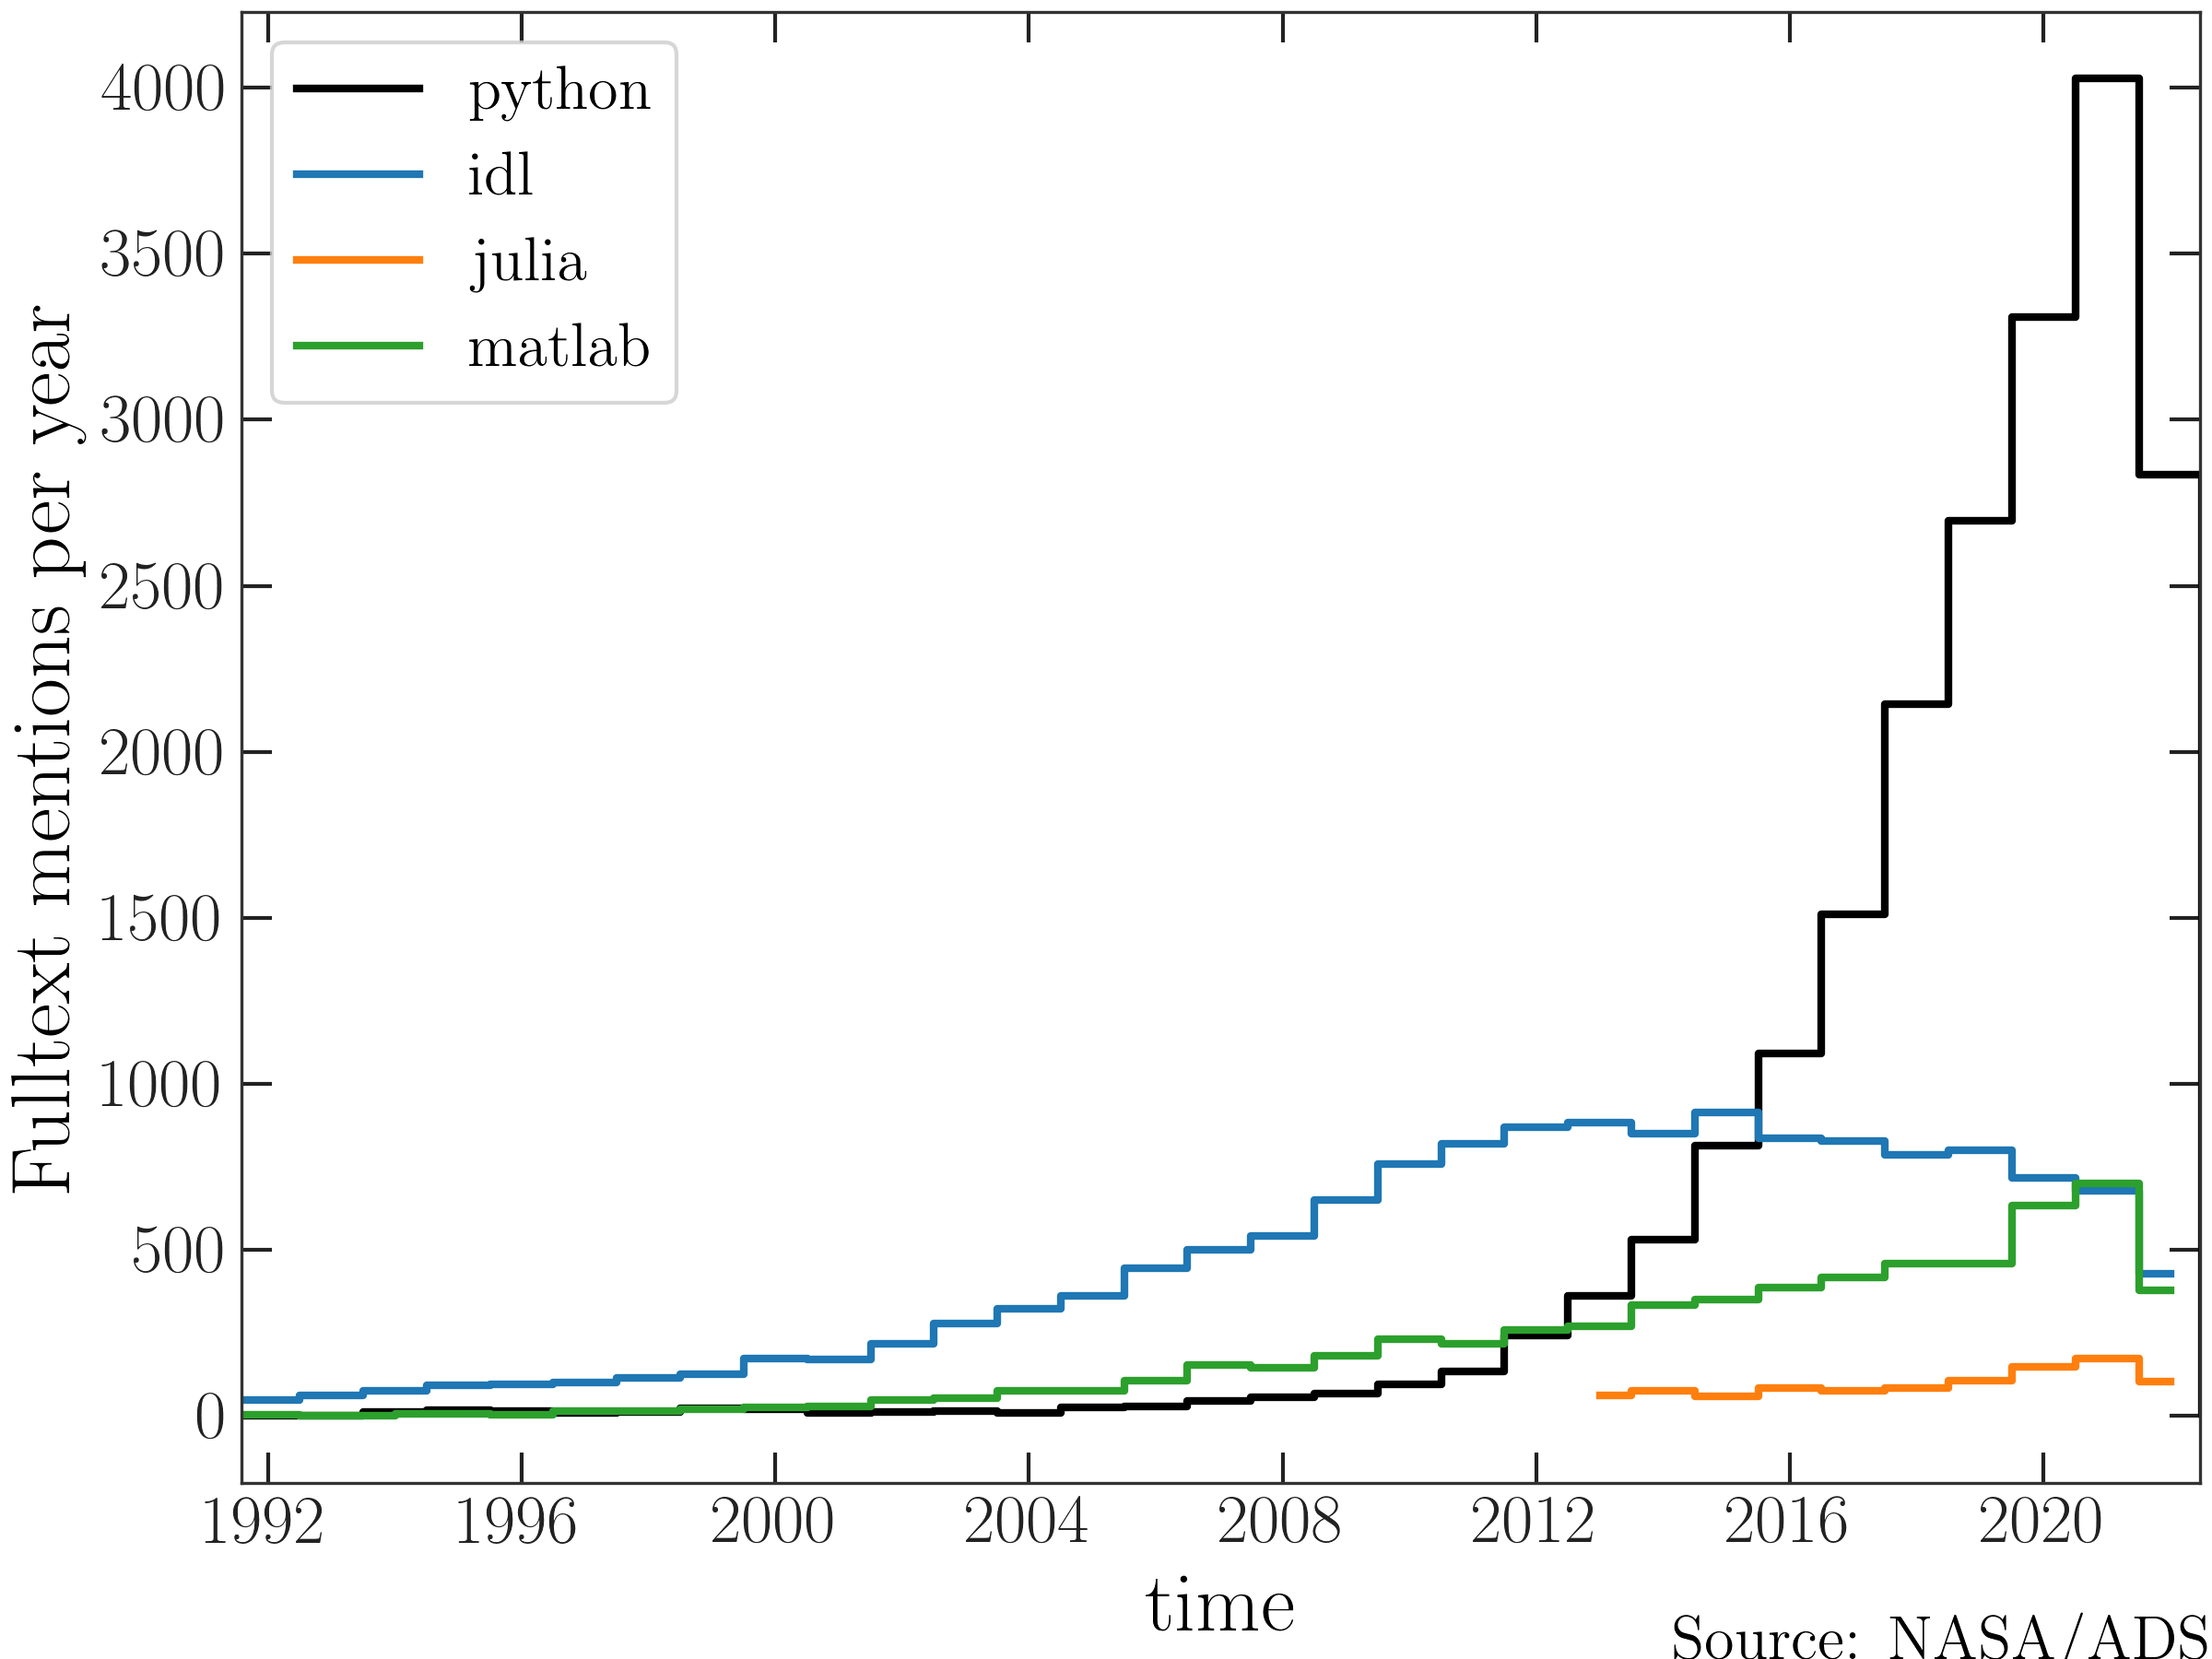 Fulltext mentions per year
4000
3500
3000
2500
2000
1500
1000
500
0
python
idl
julia
matlab
1992 1996 2000 2004 2008 2012 2016 2020
time
Source: NASA/ADS